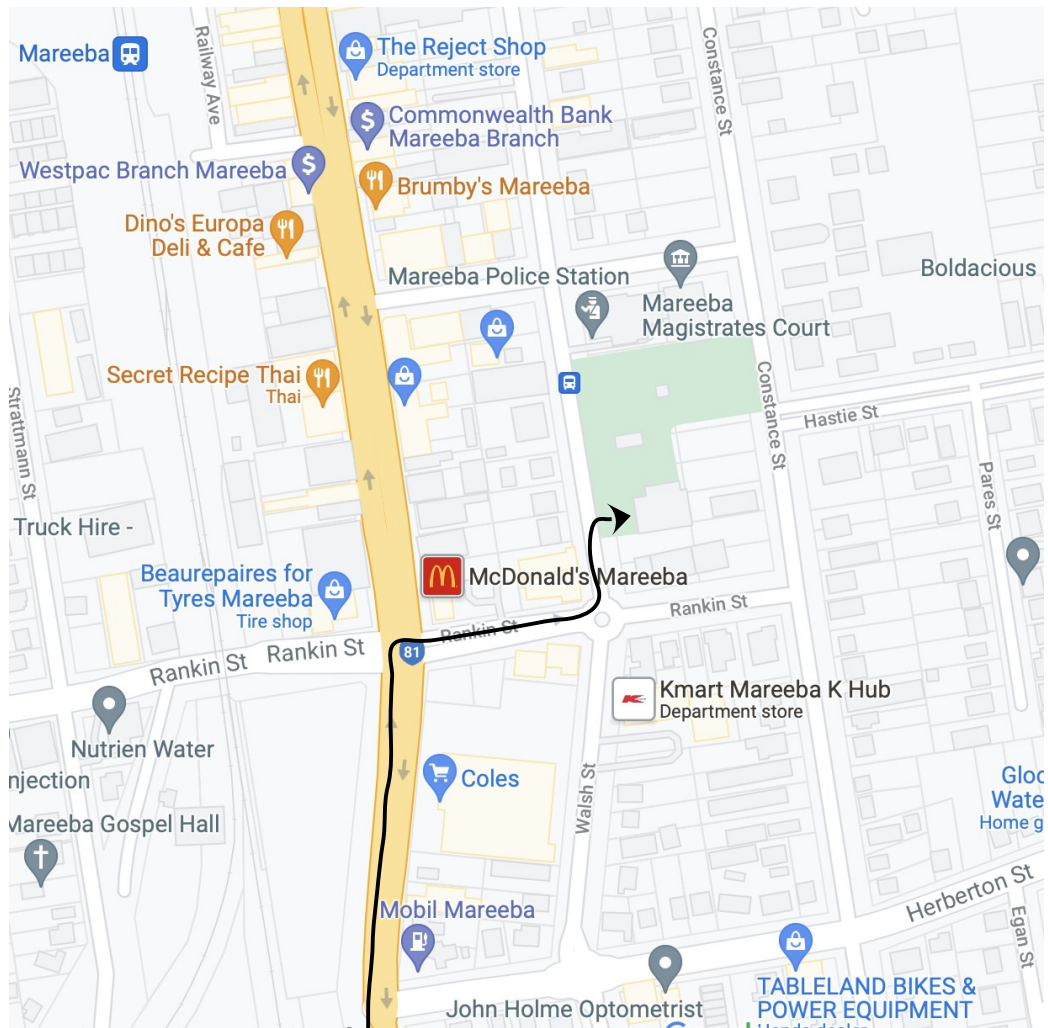 Mareeba
Railway Ave
The Reject Shop
Department store
Constance St
Commonwealth Bank
Mareeba Branch
Westpac Branch Mareeba
Brumby's Mareeba
Dino's Europa
Deli & Cafe
Mareeba Police Station
Boldacious
Mareeba
Magistrates Court
Secret Recipe Thai
Thai
Strattmann St
Constance St
Hastie St
Pares St
Truck Hire -
Beaurepaires for
Tyres Mareeba
Tire shop
McDonald's Mareeba
Rankin St
Rankin St
Rankin St
Rankin St
81
Kmart Mareeba K Hub
Department store
Nutrien Water
njection
Coles
Walsh St
Gloc
Wate
Home g
Mareeba Gospel Hall
Herberton St
Mobil Mareeba
Egan St
John Holme Optometrist
TABLELAND BIKES &
POWER EQUIPMENT